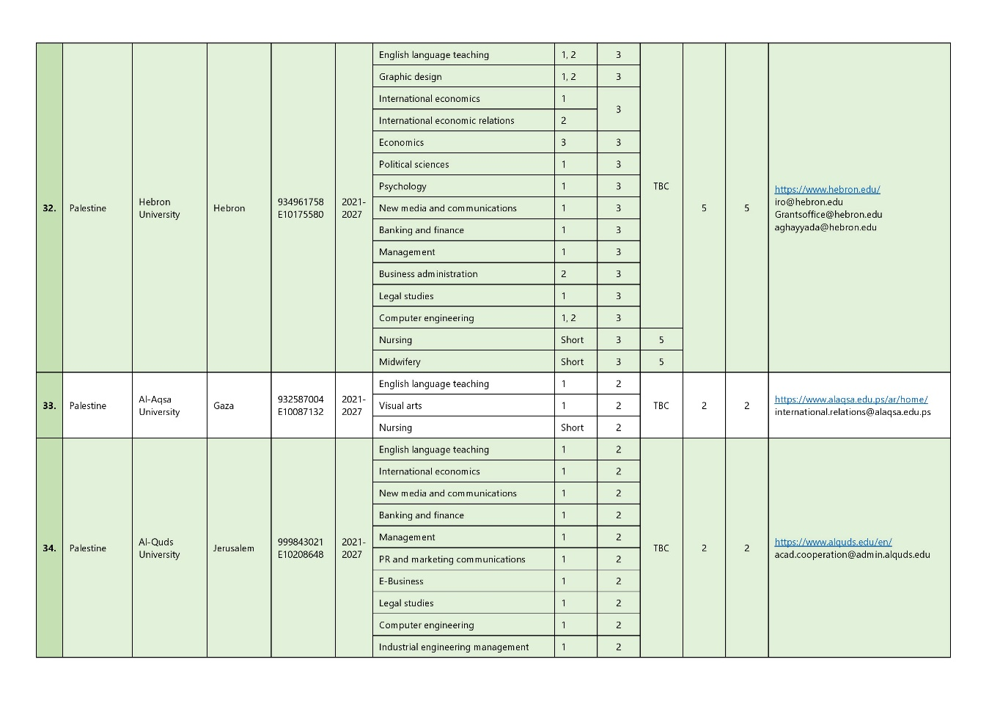 32. Palestine Hebron University Hebron 934961758 E10175580 2021-2027
English language teaching 1, 2 3
Graphic design 1, 2 3
International economics 1 3
International economic relations 2
Economics 3 3
Political sciences 1 3
Psychology 1 3
New media and communications 1 3
Banking and finance 1 3
Management 1 3
Business administration 2 3
Legal studies 1 3
Computer engineering 1, 2 3
TBC
Nursing Short 3 5
Midwifery Short 3 5
5 5
https://www.hebron.edu/
iro@hebron.edu
Grantsoffice@hebron.edu
aghayyada@hebron.edu
33. Palestine Al-Aqsa University Gaza 932587004 E10087132 2021-2027
English language teaching 1 2
Visual arts 1 2
Nursing Short 2
TBC 2 2
https://www.alaqsa.edu.ps/ar/home/
international.relations@alaqsa.edu.ps
34. Palestine Al-Quds University Jerusalem 999843021 E10208648 2021-2027
English language teaching 1 2
International economics 1 2
New media and communications 1 2
Banking and finance 1 2
Management 1 2
PR and marketing communications 1 2
E-Business 1 2
Legal studies 1 2
Computer engineering 1 2
Industrial engineering management 1 2
TBC 2 2
https://www.alquds.edu/en/
acad.cooperation@admin.alquds.edu